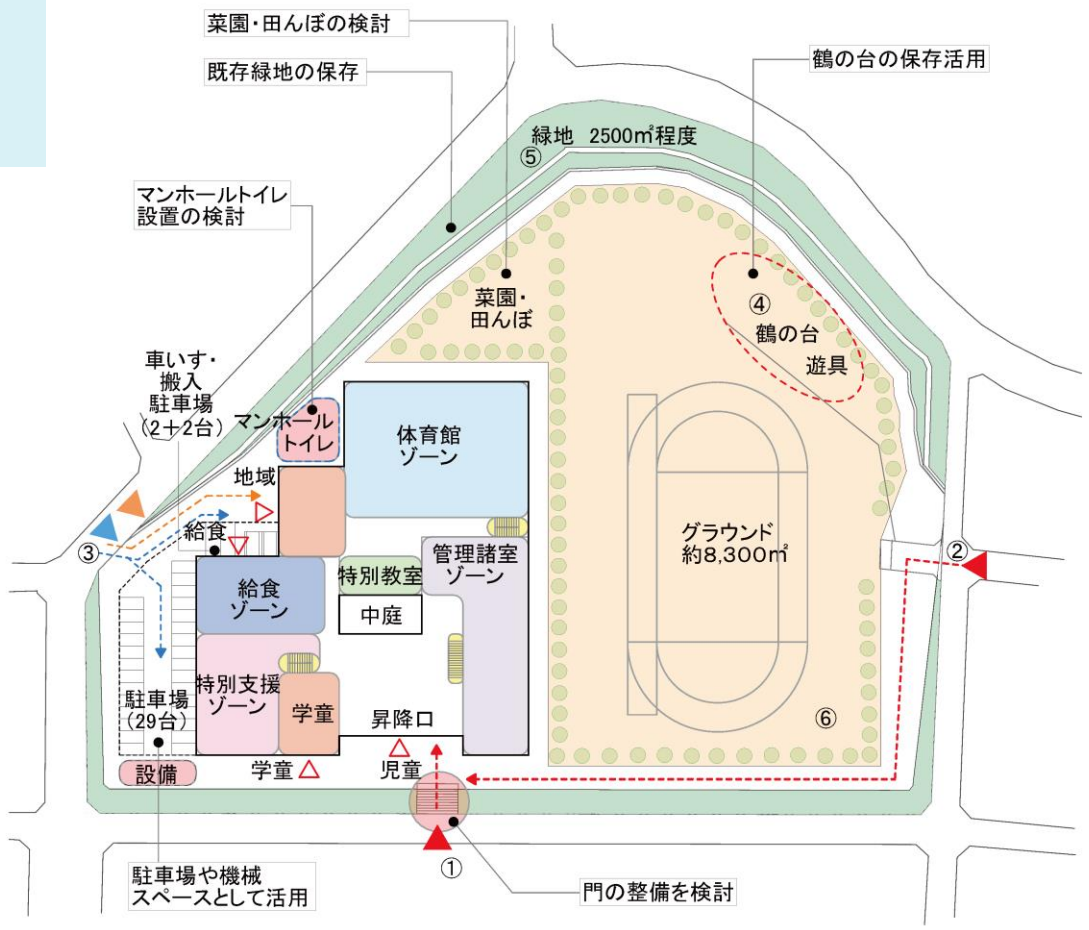 菜園・田んぼの検討
既存緑地の保存
鶴の台の保存活用
緑地 2500㎡程度
⑤
マンホールトイレ
設置の検討
菜園・
田んぼ
④
鶴の台
遊具
車いす・
搬入
駐車場
(2+2台)
マンホール
トイレ
体育館
ゾーン
地域
グラウンド
約8,300㎡
②
③
給食
特別教室
管理諸室
ゾーン
給食
ゾーン
中庭
特別支援
ゾーン
駐車場
(29台)
学童
昇降口
⑥
設備
学童
児童
①
駐車場や機械
スペースとして活用
門の整備を検討